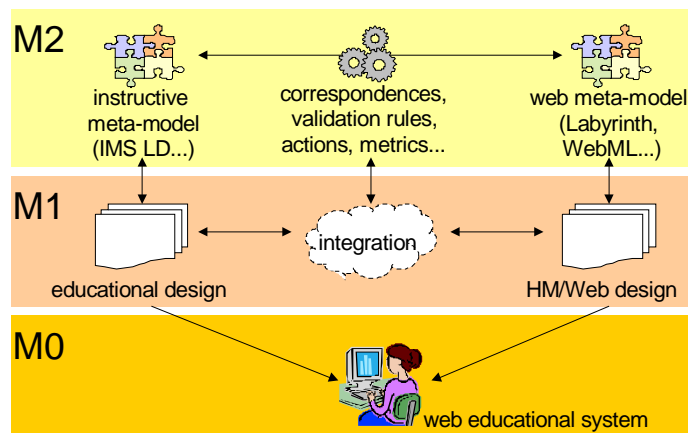 M2
instructive
meta-model
(IMS LD...)
correspondences,
validation rules,
actions, metrics...
web meta-model
(Labyrinth,
WebML...)
M1
educational design
integration
HM/Web design
M0
web educational system